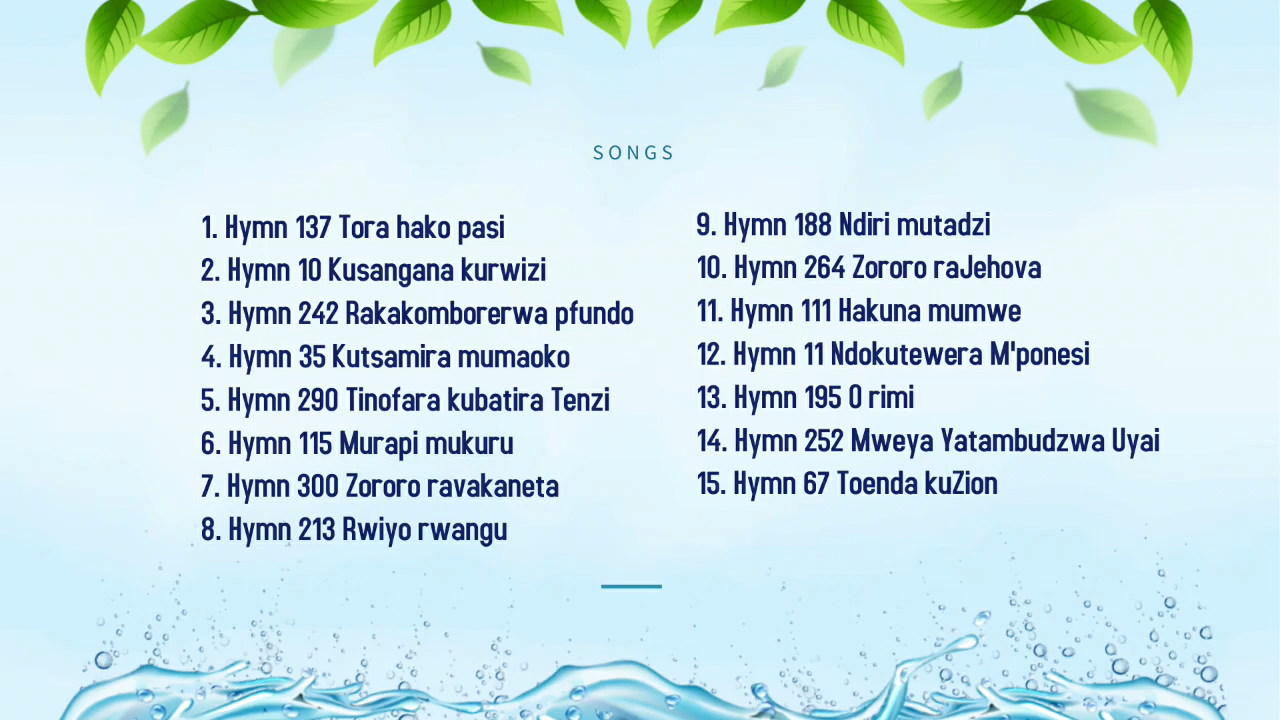 SONGS
1. Hymn 137 Tora hako pasi
2. Hymn 10 Kusangana kurwizi
3. Hymn 242 Rakakomborerwa pfundo
4. Hymn 35 Kutsamira mumaoko
5. Hymn 290 Tinofara kubatira Tenzi
6. Hymn 115 Murapi mukuru
7. Hymn 300 Zororo ravakaneta
8. Hymn 213 Rwiyo rwangu
9. Hymn 188 Ndiri mutadzi
10. Hymn 264 Zororo raJehova
11. Hymn 111 Hakuna mumwe
12. Hymn 11 Ndokutewera M'ponesi
13. Hymn 195 O rimi
14. Hymn 252 Mweya Yatambudzwa Uyai
15. Hymn 67 Toenda kuZion